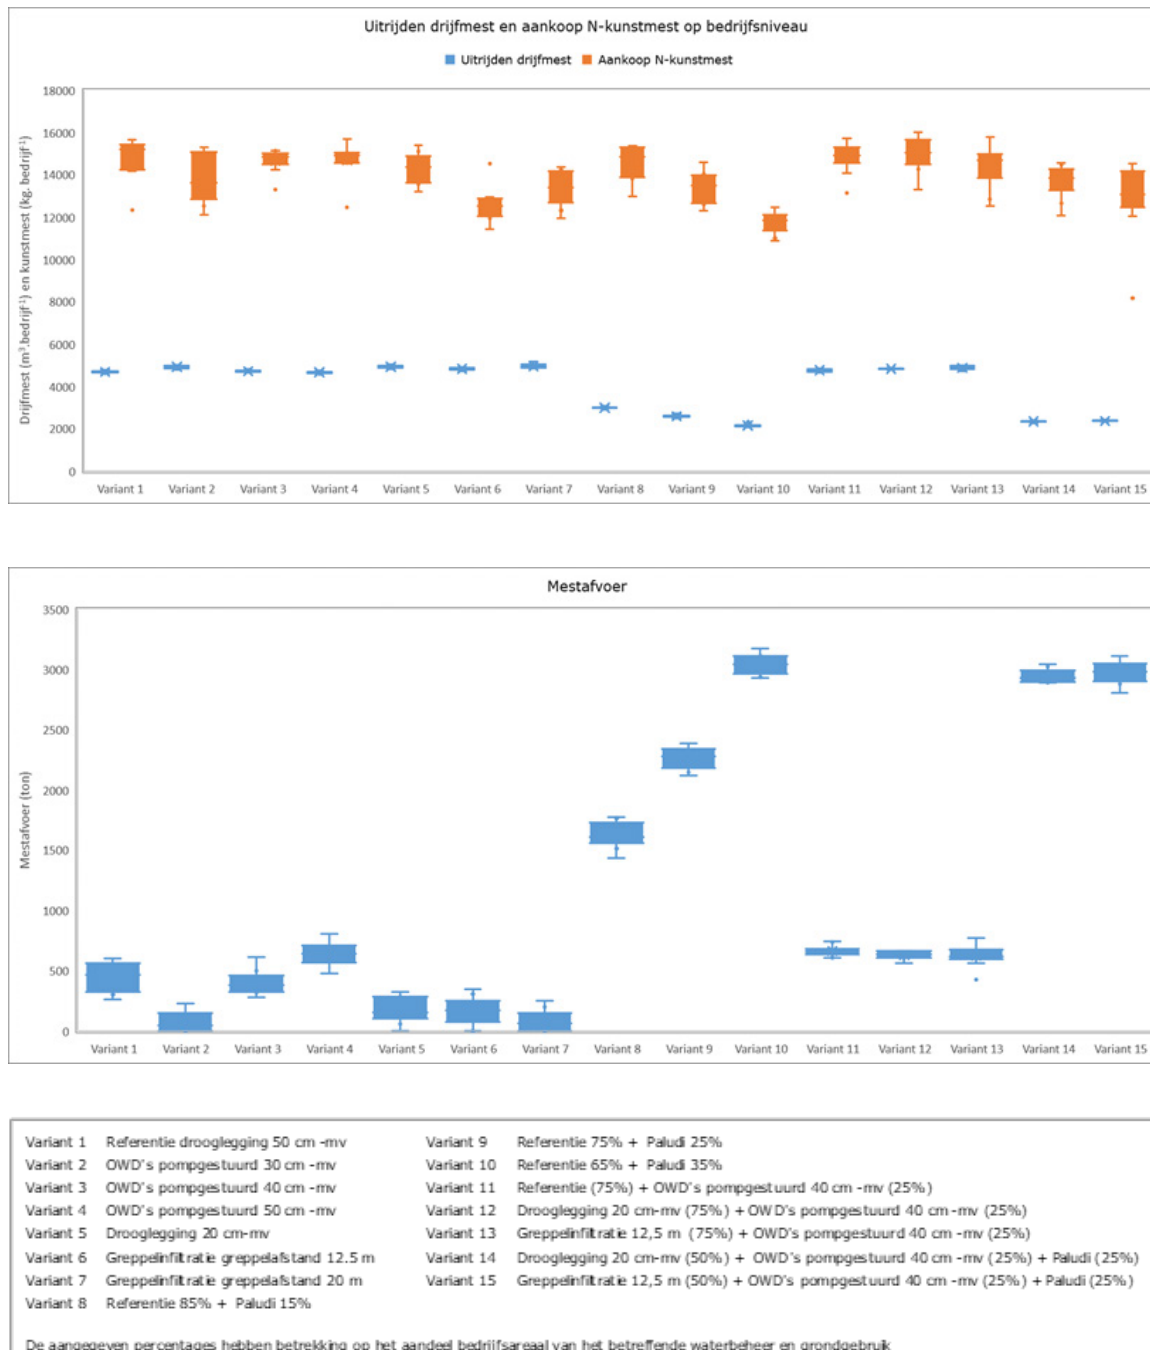 Uitrijden drijfmest en aankoop N-kunstmest op bedrijfsniveau
Uitrijden drijfmest Aankoop N-kunstmest
Drijfmest (m³.bedrijf⁻¹) en kunstmest (kg. bedrijf⁻¹)
18000
16000
14000
12000
10000
8000
6000
4000
2000
0
Variant 1 Variant 2 Variant 3 Variant 4 Variant 5 Variant 6 Variant 7 Variant 8 Variant 9 Variant 10 Variant 11 Variant 12 Variant 13 Variant 14 Variant 15
Mestafvoer
Mestafvoer (ton)
3500
3000
2500
2000
1500
1000
500
0
Variant 1 Variant 2 Variant 3 Variant 4 Variant 5 Variant 6 Variant 7 Variant 8 Variant 9 Variant 10 Variant 11 Variant 12 Variant 13 Variant 14 Variant 15
Variant 1 Referentie drooglegging 50 cm -mv
Variant 2 OWD's pompgestuurd 30 cm -mv
Variant 3 OWD's pompgestuurd 40 cm -mv
Variant 4 OWD's pompgestuurd 50 cm -mv
Variant 5 Drooglegging 20 cm-mv
Variant 6 Greppelinfiltratie greppelafstand 12.5 m
Variant 7 Greppelinfiltratie greppelafstand 20 m
Variant 8 Referentie 85% + Paludi 15%
Variant 9 Referentie 75% + Paludi 25%
Variant 10 Referentie 65% + Paludi 35%
Variant 11 Referentie (75%) + OWD's pompgestuurd 40 cm -mv (25%)
Variant 12 Drooglegging 20 cm-mv (75%) + OWD's pompgestuurd 40 cm -mv (25%)
Variant 13 Greppelinfiltratie 12,5 m (75%) + OWD's pompgestuurd 40 cm -mv (25%)
Variant 14 Drooglegging 20 cm-mv (50%) + OWD's pompgestuurd 40 cm -mv (25%) + Paludi (25%)
Variant 15 Greppelinfiltratie 12,5 m (50%) + OWD's pompgestuurd 40 cm -mv (25%) + Paludi (25%)
De aangegeven percentages hebben betrekking op het aandeel bedrijfsareaal van het betreffende waterbeheer en grondgebruik